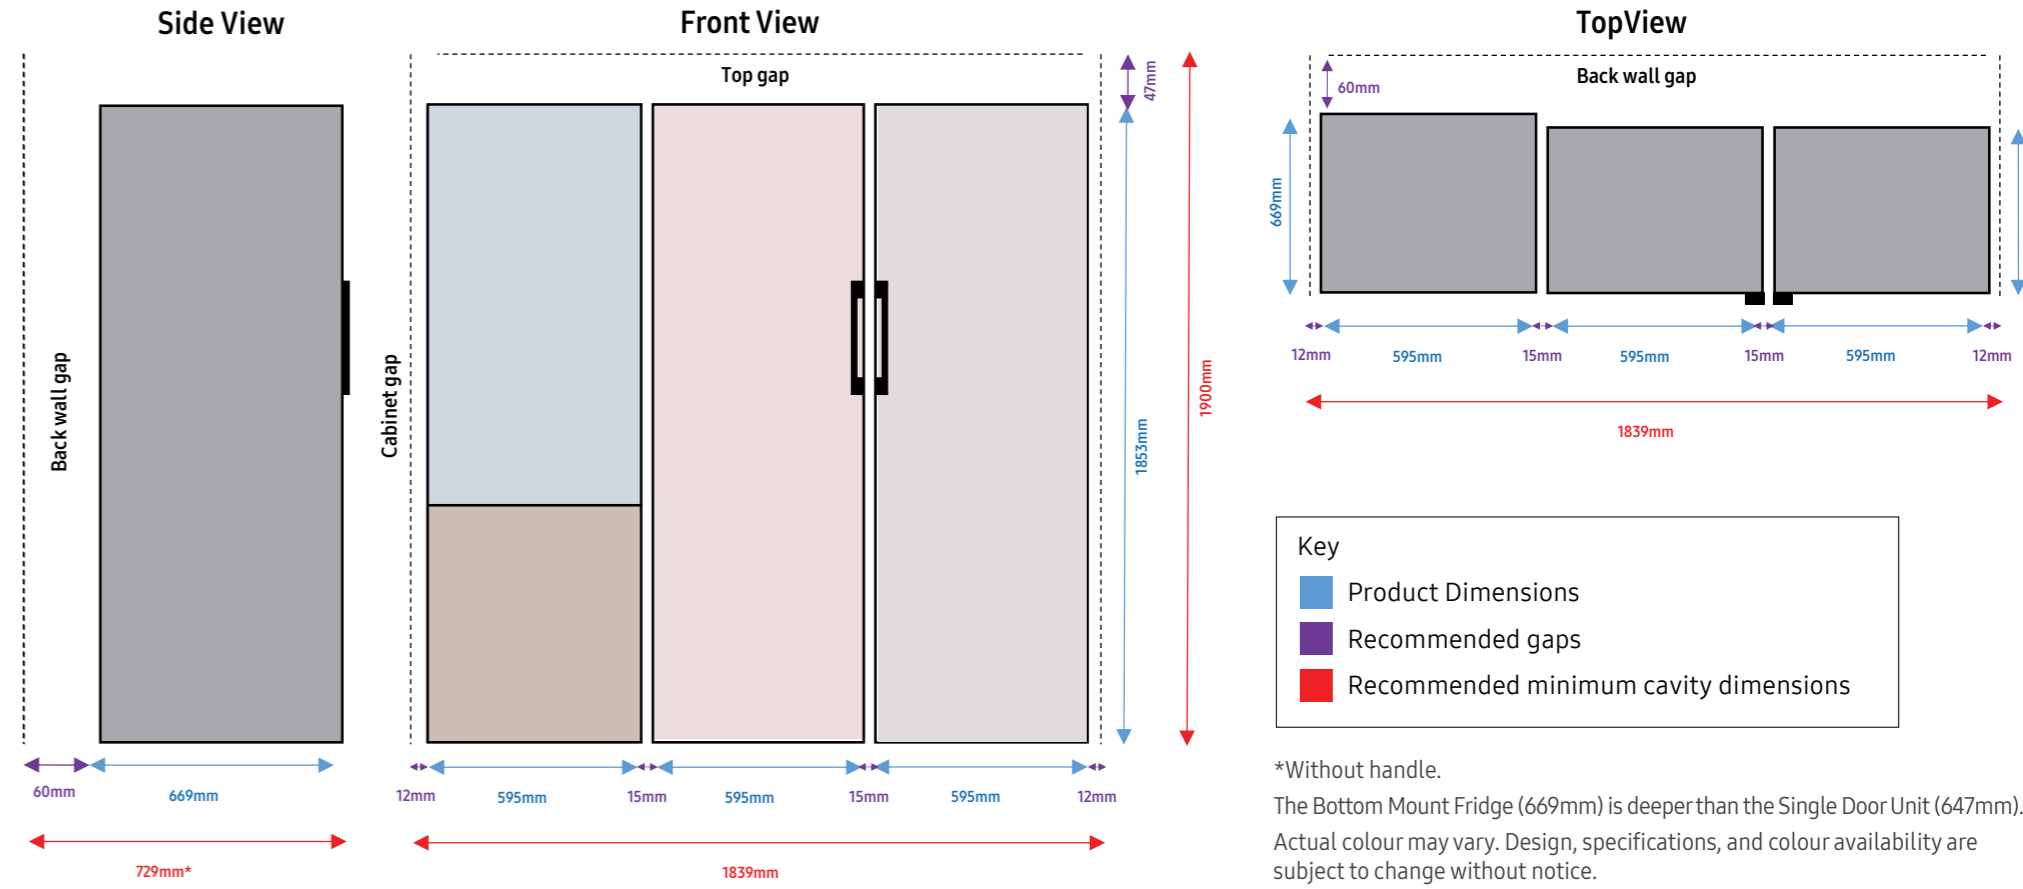 Side View
Front View
TopView
Top gap
Back wall gap
Cabinet gap
60mm
669mm
729mm*
47mm
1853mm
1900mm
12mm
595mm
15mm
595mm
15mm
595mm
12mm
1839mm
Back wall gap
60mm
669mm
12mm
595mm
15mm
595mm
15mm
595mm
12mm
1839mm
Key
Product Dimensions
Recommended gaps
Recommended minimum cavity dimensions
*Without handle.
The Bottom Mount Fridge (669mm) is deeper than the Single Door Unit (647mm).
Actual colour may vary. Design, specifications, and colour availability are
subject to change without notice.